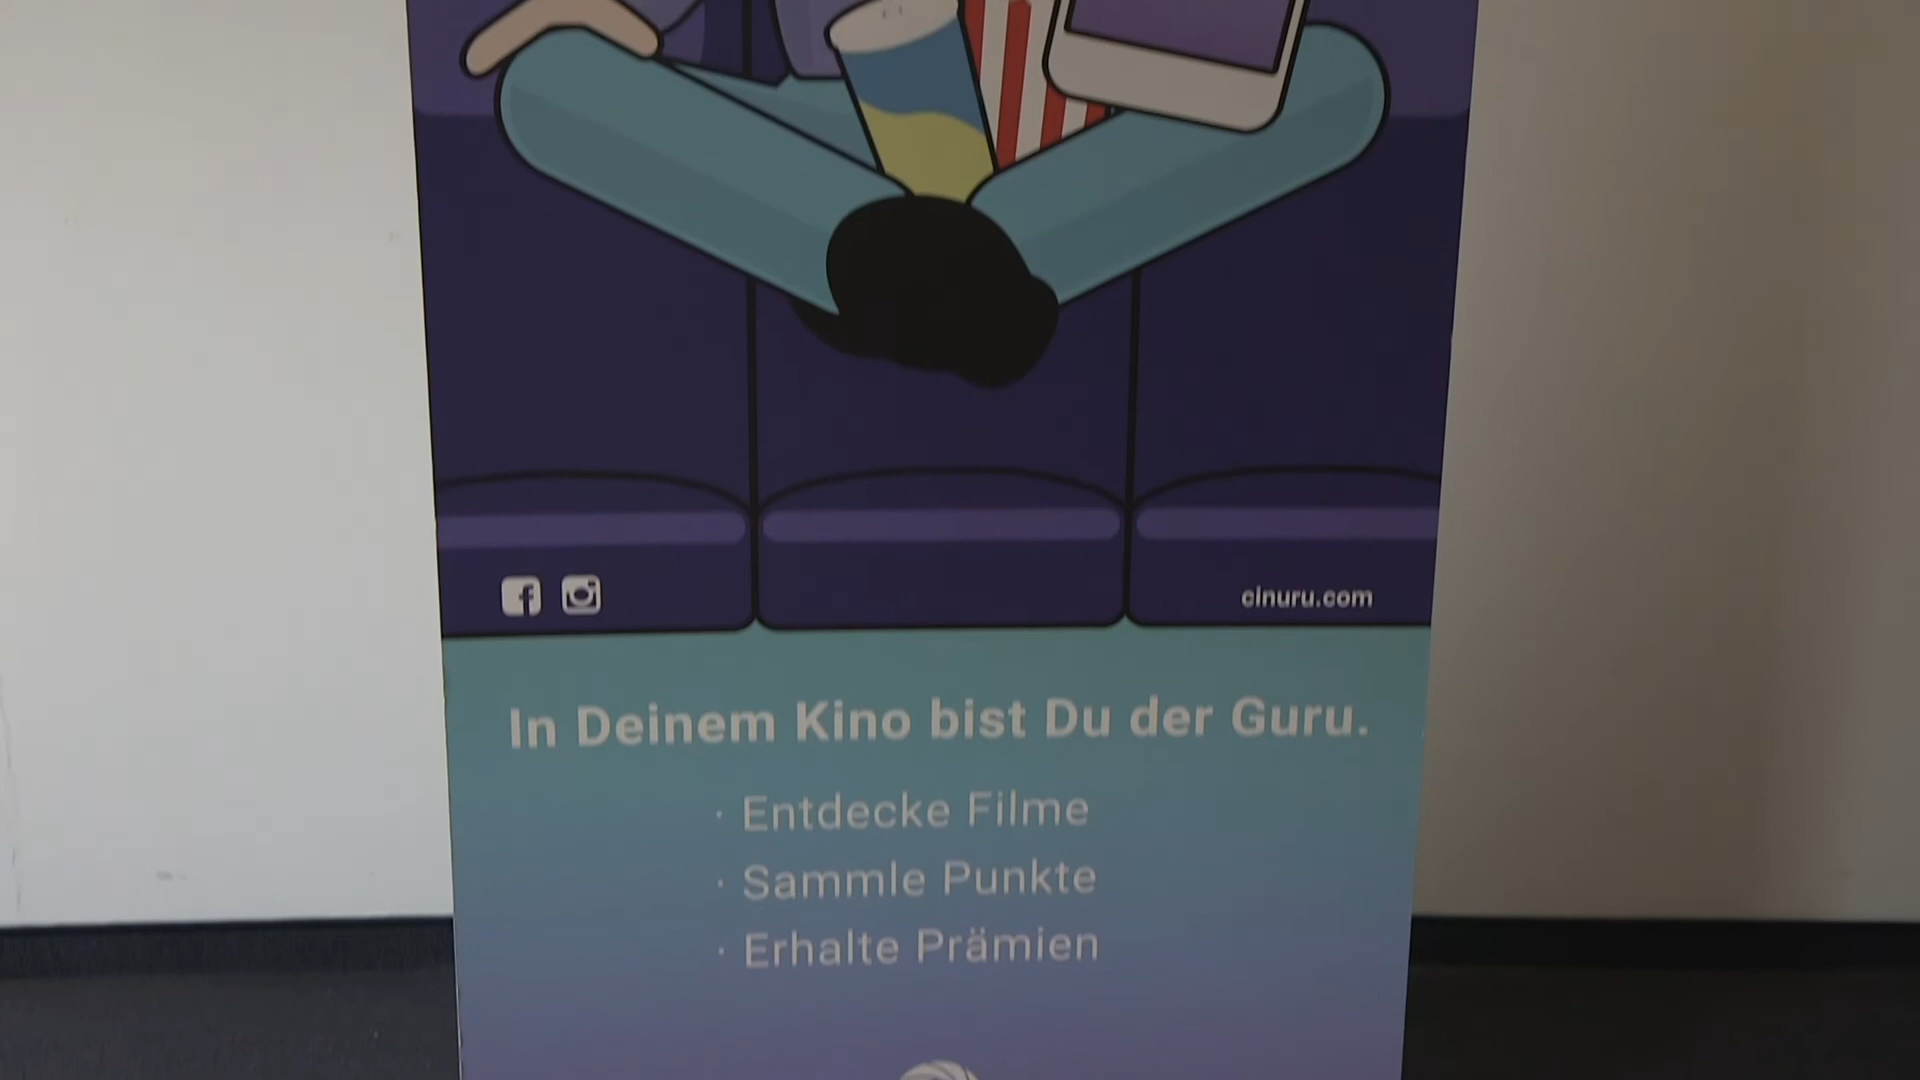 cinuru.com
In Deinem Kino bist Du der Guru.
· Entdecke Filme
· Sammle Punkte
· Erhalte Prämien